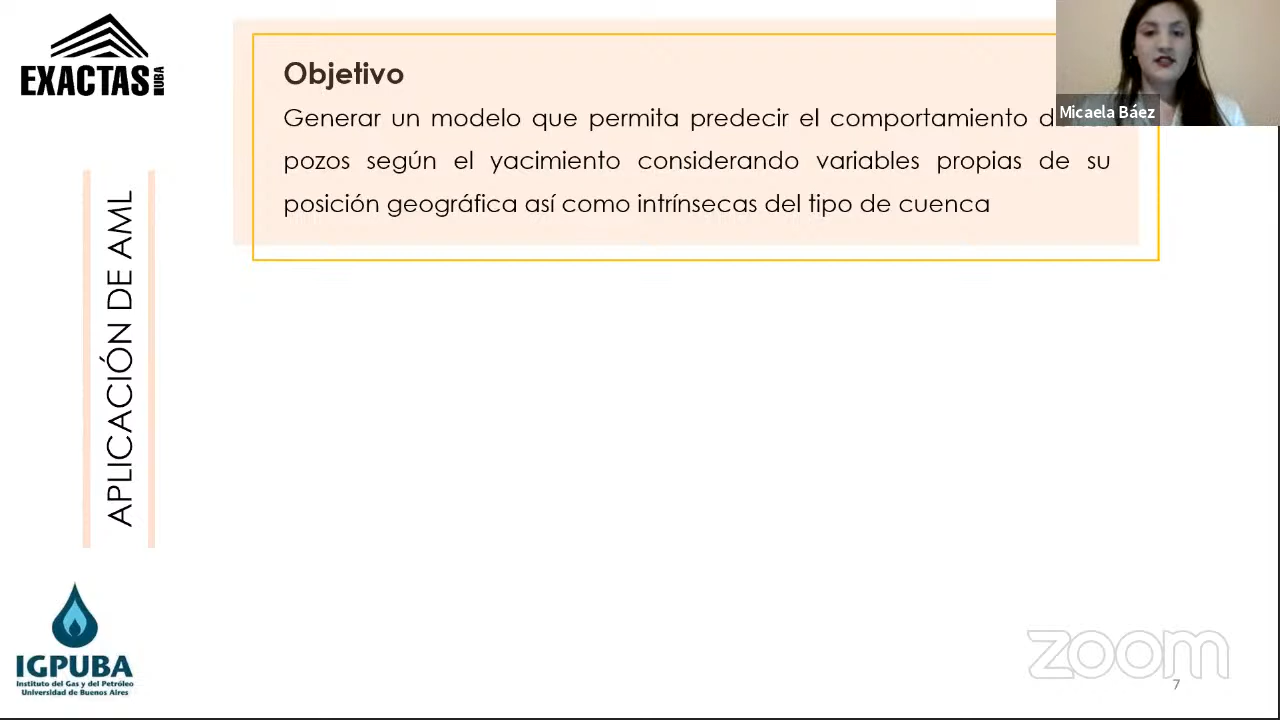 EXACTAS UBA
Objetivo
Generar un modelo que permita predecir el comportamiento d
pozos según el yacimiento considerando variables propias de su
posición geográfica así como intrínsecas del tipo de cuenca
Micaela Báez
APLICACIÓN DE AML
IGPUBA
Instituto del Gas y del Petróleo
Universidad de Buenos Aires
zoom
7